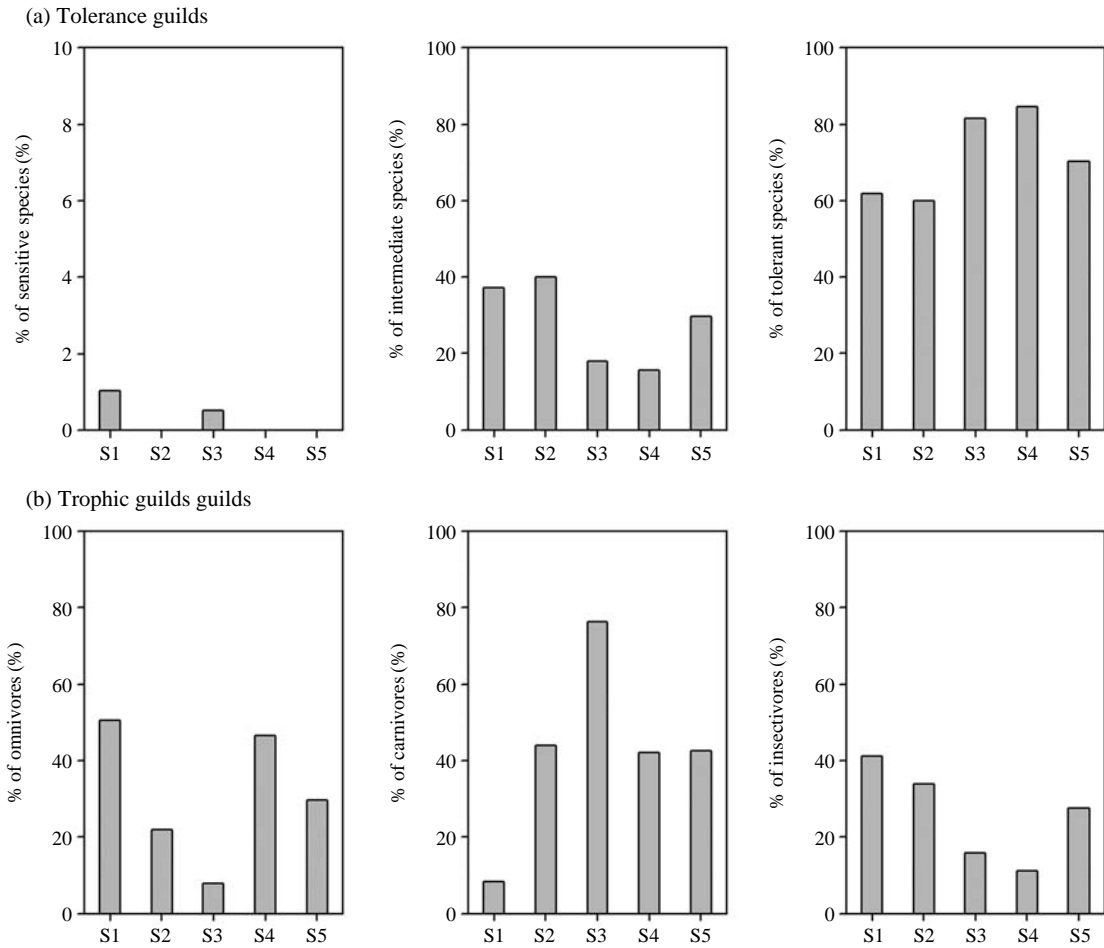 (a) Tolerance guilds
% of sensitive species (%)
10
8
6
4
2
0
S1 S2 S3 S4 S5
% of intermediate species (%)
100
80
60
40
20
0
S1 S2 S3 S4 S5
% of tolerant species (%)
100
80
60
40
20
0
S1 S2 S3 S4 S5
(b) Trophic guilds guilds
% of omnivores (%)
100
80
60
40
20
0
S1 S2 S3 S4 S5
% of carnivores (%)
100
80
60
40
20
0
S1 S2 S3 S4 S5
% of insectivores (%)
100
80
60
40
20
0
S1 S2 S3 S4 S5